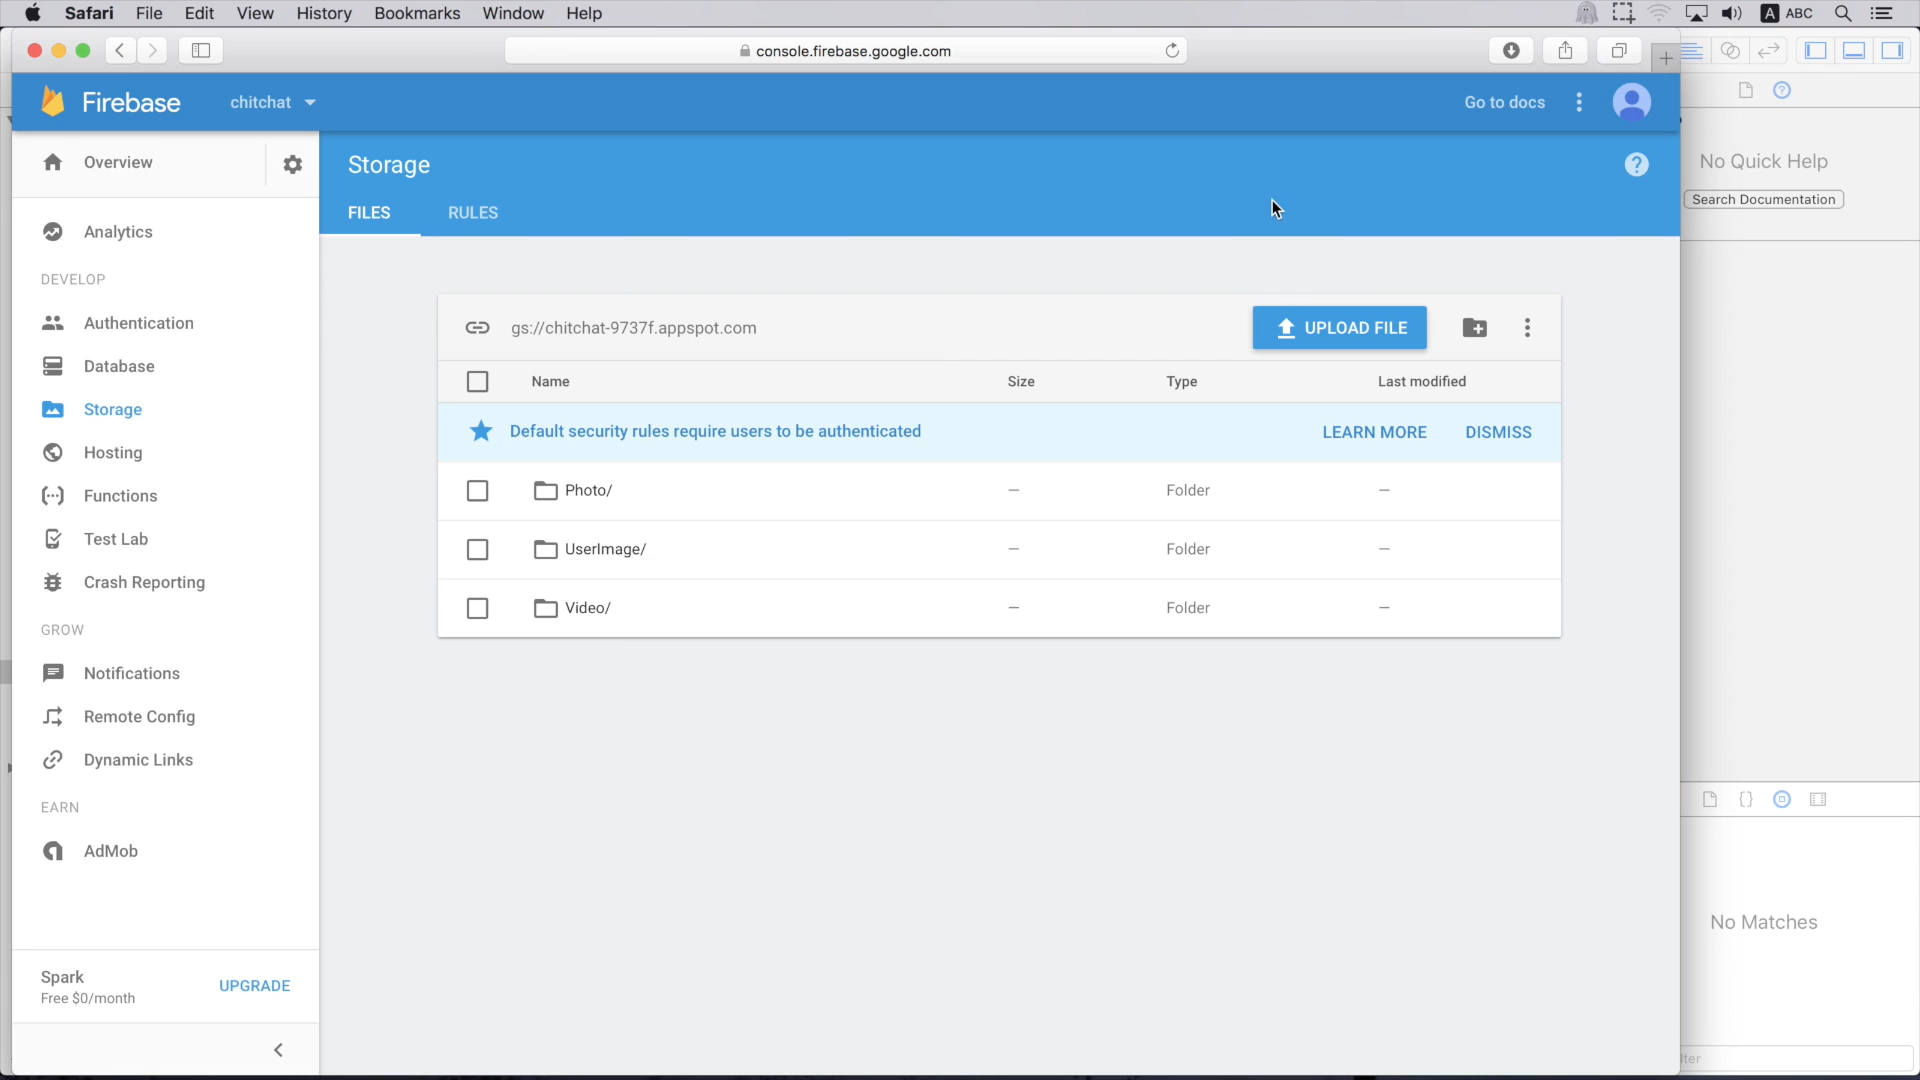 Safari File Edit View History Bookmarks Window Help
A ABC
console.firebase.google.com
Firebase chitchat Go to docs
Overview
Storage
FILES RULES
Analytics
DEVELOP
Authentication
Database
Storage
Hosting
Functions
Test Lab
Crash Reporting
GROW
Notifications
Remote Config
Dynamic Links
EARN
AdMob
Spark
Free $0/month
UPGRADE
gs://chitchat-9737f.appspot.com
UPLOAD FILE
Name Size Type Last modified
Default security rules require users to be authenticated LEARN MORE DISMISS
Photo/ — Folder —
UserImage/ — Folder —
Video/ — Folder —
No Quick Help
Search Documentation
No Matches